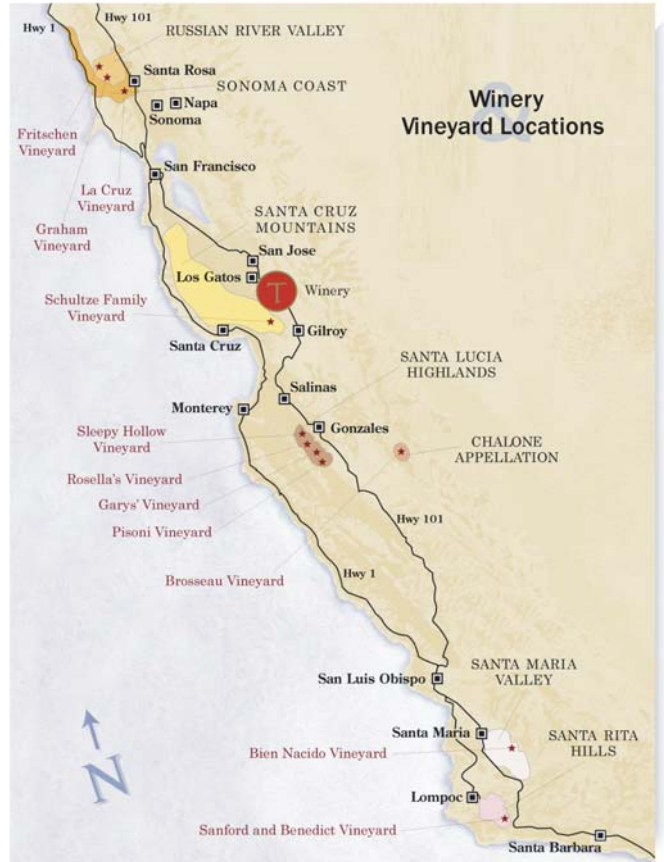 Hwy 1
Hwy 101
RUSSIAN RIVER VALLEY
Santa Rosa
SONOMA COAST
Napa
Sonoma
&
Winery
Vineyard Locations
Fritschen
Vineyard
La Cruz
Vineyard
Graham
Vineyard
San Francisco
SANTA CRUZ
MOUNTAINS
San Jose
Los Gatos
T
Winery
Schultze Family
Vineyard
Santa Cruz
Gilroy
SANTA LUCIA
HIGHLANDS
Salinas
Monterey
Gonzales
Sleepy Hollow
Vineyard
CHALONE
APPELLATION
Rosella's Vineyard
Garys' Vineyard
Pisoni Vineyard
Hwy 101
Brosseau Vineyard
Hwy 1
San Luis Obispo
SANTA MARIA
VALLEY
Santa Maria
SANTA RITA
HILLS
Bien Nacido Vineyard
N
Lompoc
Sanford and Benedict Vineyard
Santa Barbara